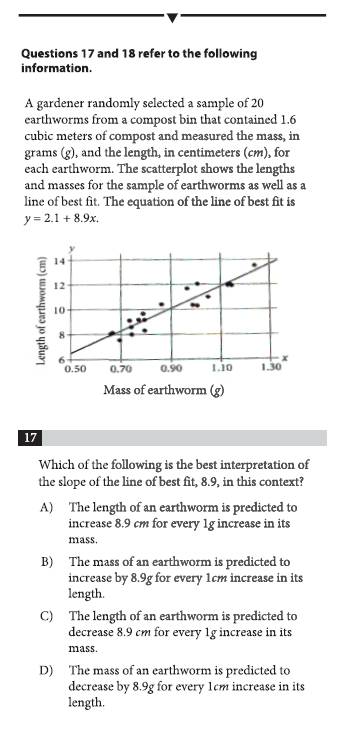 Questions 17 and 18 refer to the following
information.
A gardener randomly selected a sample of 20
earthworms from a compost bin that contained 1.6
cubic meters of compost and measured the mass, in
grams (g), and the length, in centimeters (cm), for
each earthworm. The scatterplot shows the lengths
and masses for the sample of earthworms as well as a
line of best fit. The equation of the line of best fit is
y = 2.1 + 8.9x.
y
Length of earthworm (cm)
14
12
10
8
6
0.50 0.70 0.90 1.10 1.30
x
Mass of earthworm (g)
17
Which of the following is the best interpretation of
the slope of the line of best fit, 8.9, in this context?
A) The length of an earthworm is predicted to
increase 8.9 cm for every 1g increase in its
mass.
B) The mass of an earthworm is predicted to
increase by 8.9g for every 1cm increase in its
length.
C) The length of an earthworm is predicted to
decrease 8.9 cm for every 1g increase in its
mass.
D) The mass of an earthworm is predicted to
decrease by 8.9g for every 1cm increase in its
length.